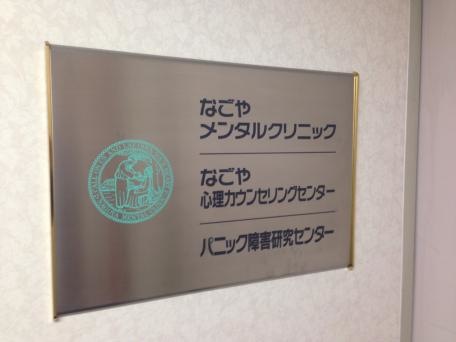 なごや
メンタルクリニック
なごや
心理カウンセリングセンター
パニック障害研究センター